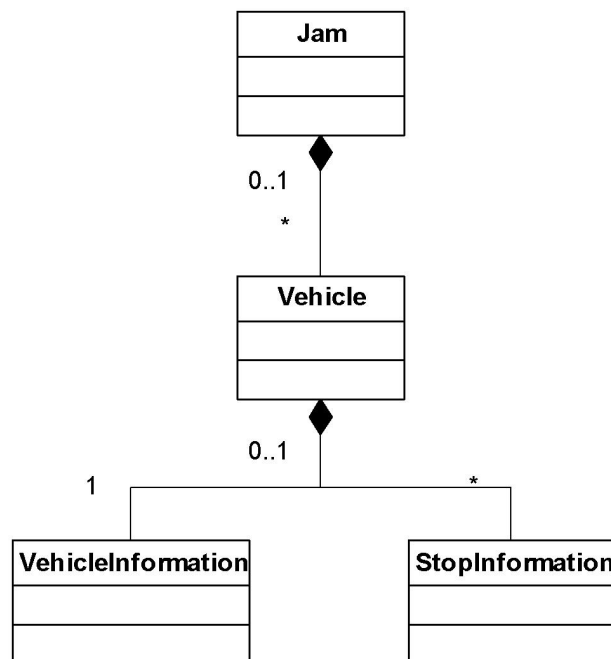 Jam
0..1
*
Vehicle
0..1
1
*
VehicleInformation
StopInformation